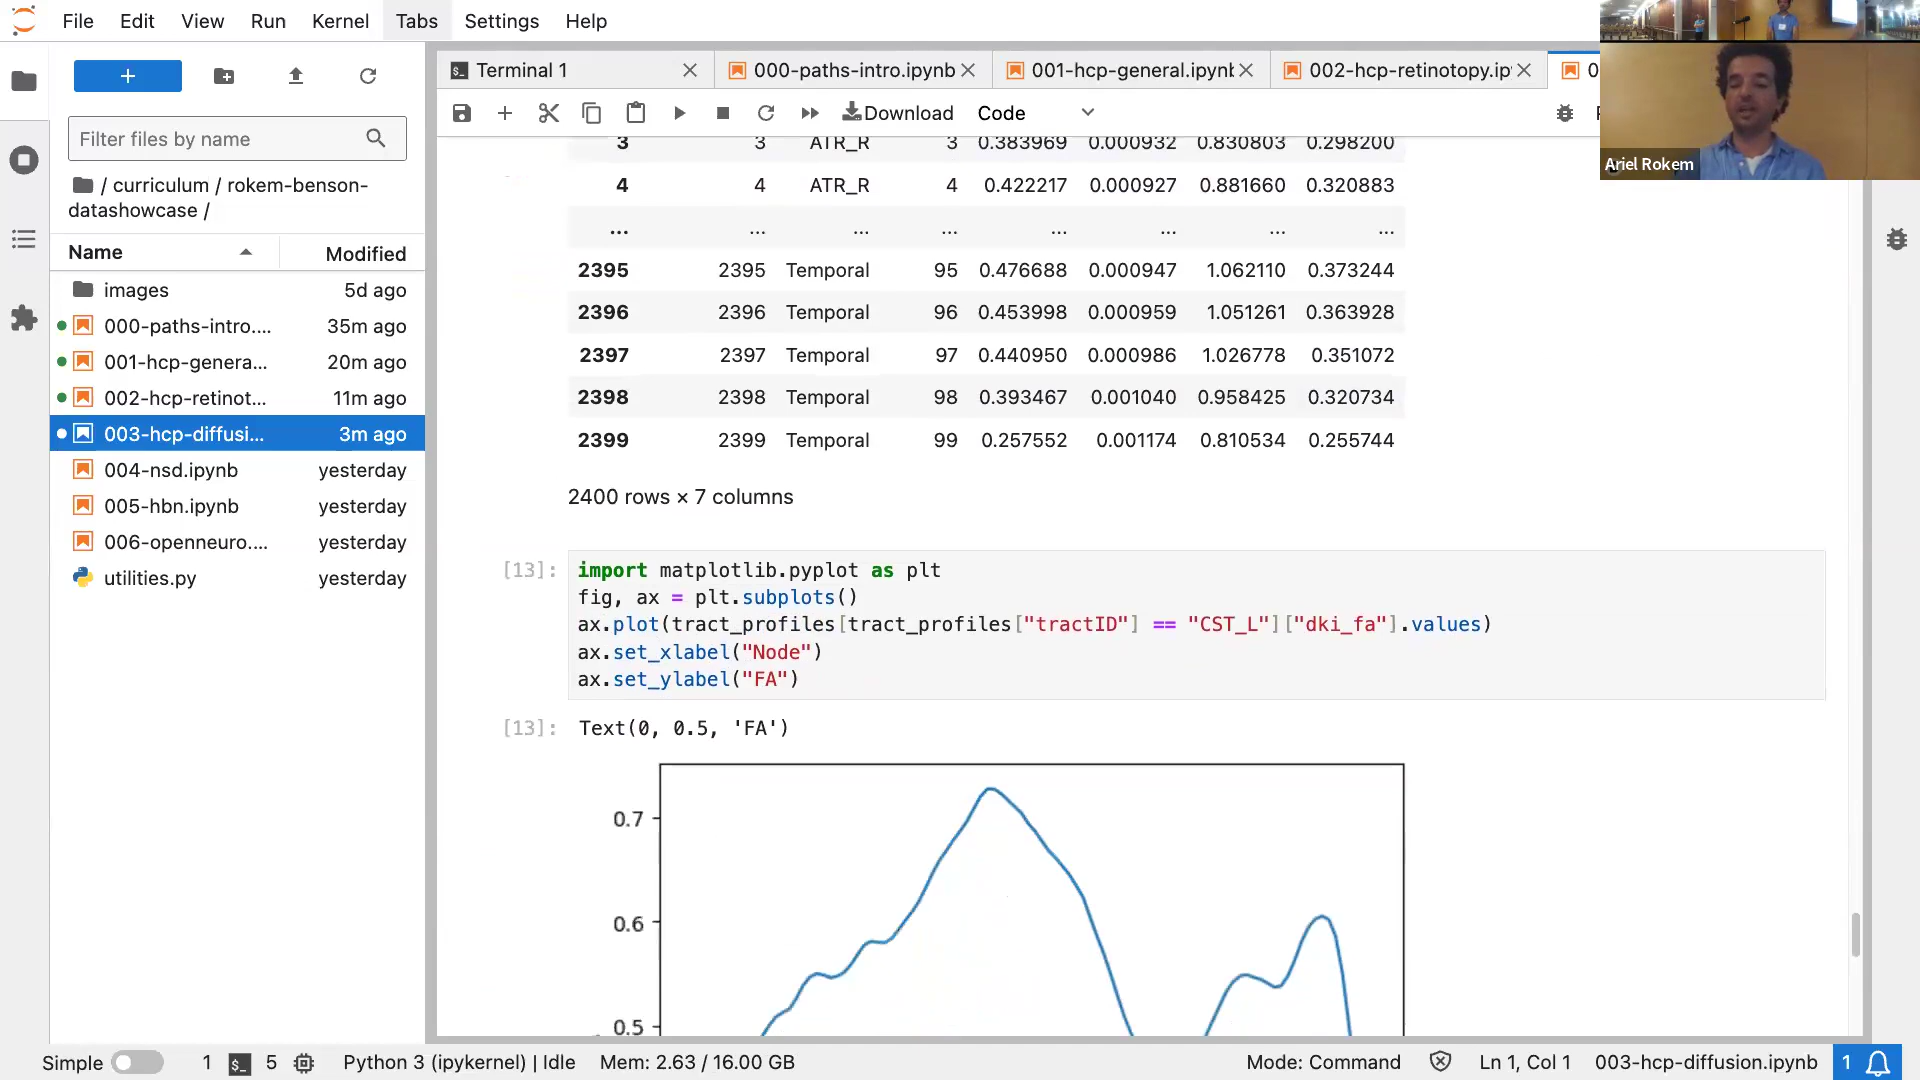 File Edit View Run Kernel Tabs Settings Help
Terminal 1
000-paths-intro.ipynb
001-hcp-general.ipynb
002-hcp-retinotopy.ip
0
Download Code
Filter files by name
/ curriculum / rokem-benson-
datashowcase /
Name Modified
images 5d ago
000-paths-intro.... 35m ago
001-hcp-genera... 20m ago
002-hcp-retinot... 11m ago
003-hcp-diffusi... 3m ago
004-nsd.ipynb yesterday
005-hbn.ipynb yesterday
006-openneuro.... yesterday
utilities.py yesterday
3 3 ATR_R 3 0.383969 0.000932 0.830803 0.298200
4 4 ATR_R 4 0.422217 0.000927 0.881660 0.320883
... ... ... ... ... ... ... ...
2395 2395 Temporal 95 0.476688 0.000947 1.062110 0.373244
2396 2396 Temporal 96 0.453998 0.000959 1.051261 0.363928
2397 2397 Temporal 97 0.440950 0.000986 1.026778 0.351072
2398 2398 Temporal 98 0.393467 0.001040 0.958425 0.320734
2399 2399 Temporal 99 0.257552 0.001174 0.810534 0.255744
2400 rows × 7 columns
[13]: import matplotlib.pyplot as plt
fig, ax = plt.subplots()
ax.plot(tract_profiles[tract_profiles["tractID"] == "CST_L"]["dki_fa"].values)
ax.set_xlabel("Node")
ax.set_ylabel("FA")
[13]: Text(0, 0.5, 'FA')
0.7
0.6
0.5
Ariel Rokem
Simple 1 5 Python 3 (ipykernel) | Idle Mem: 2.63 / 16.00 GB Mode: Command Ln 1, Col 1 003-hcp-diffusion.ipynb 1